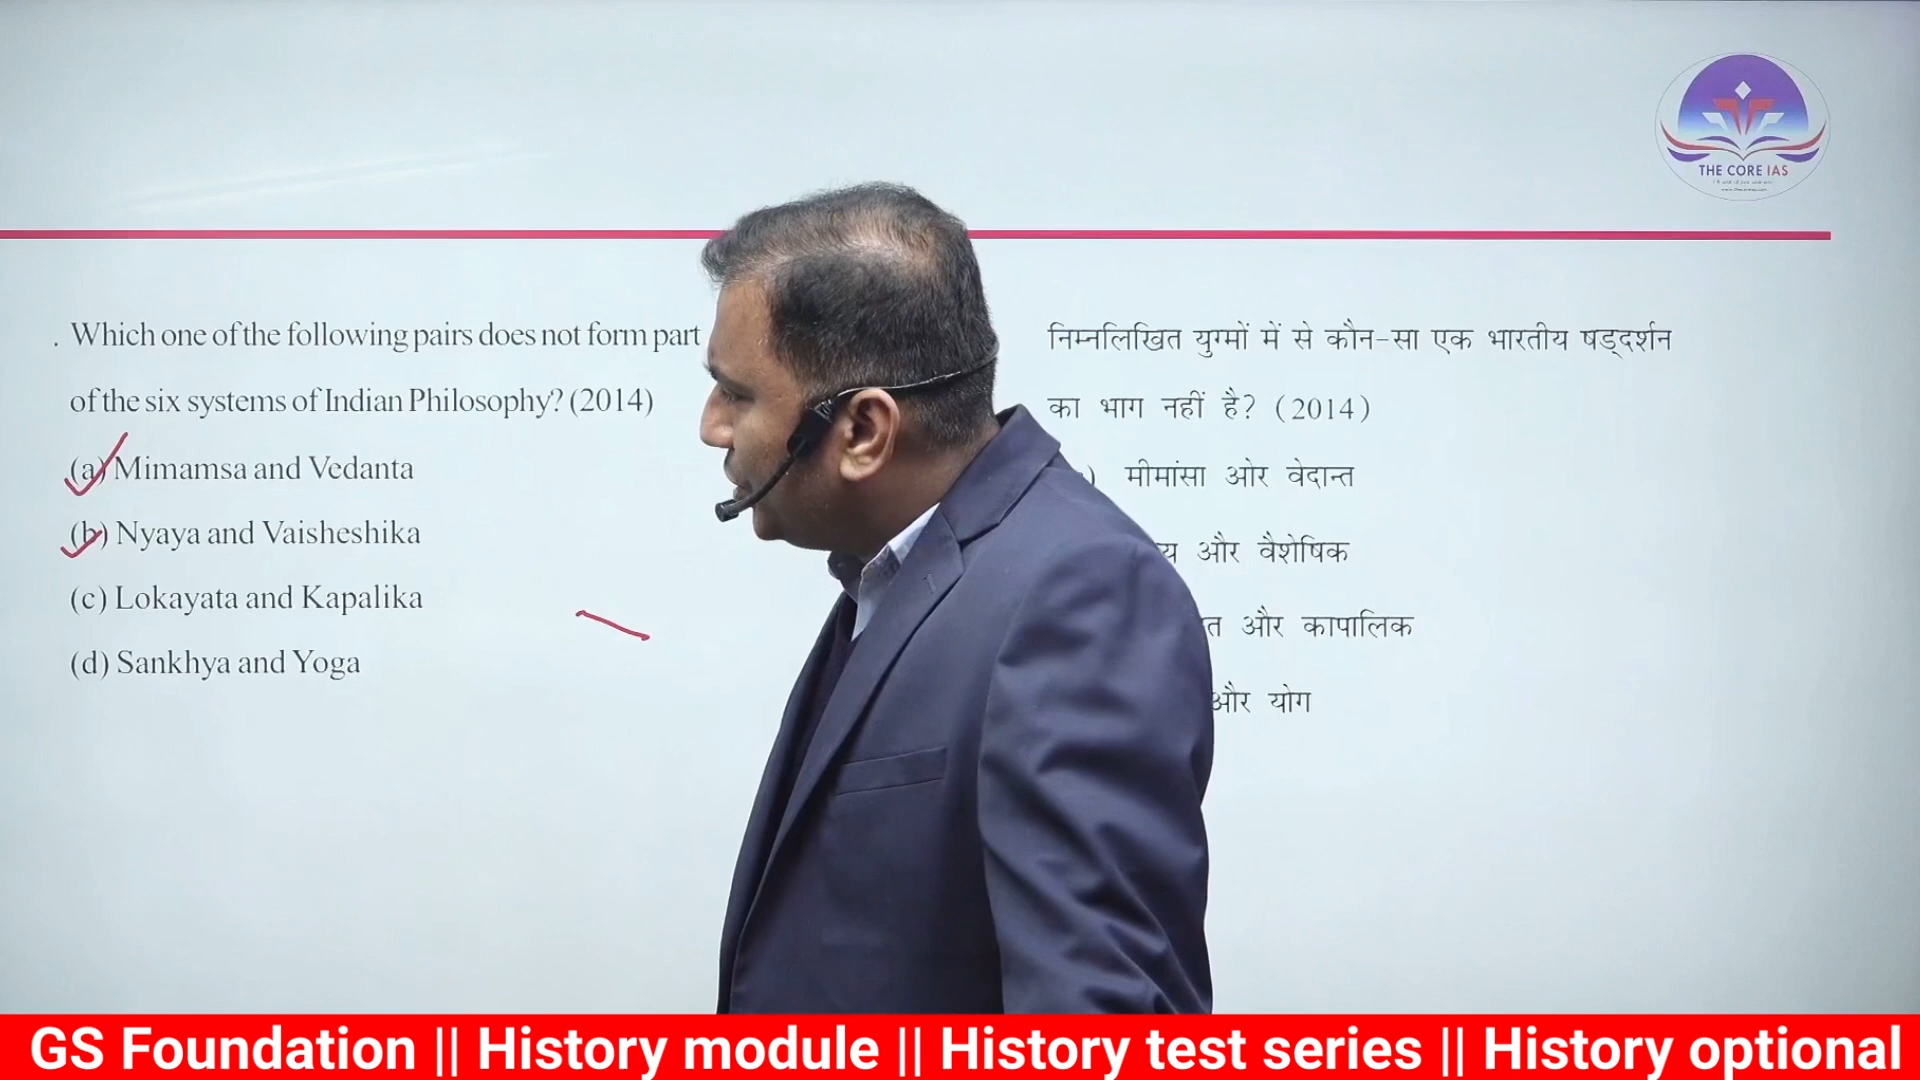 THE CORE IAS
. Which one of the following pairs does not form part
of the six systems of Indian Philosophy? (2014)
(a) Mimamsa and Vedanta
(b) Nyaya and Vaisheshika
(c) Lokayata and Kapalika
(d) Sankhya and Yoga
निम्नलिखित युग्मों में से कौन-सा एक भारतीय षड्दर्शन
का भाग नहीं है? (2014)
) मीमांसा ओर वेदान्त
य और वैशेषिक
त और कापालिक
और योग
GS Foundation || History module || History test series || History optional